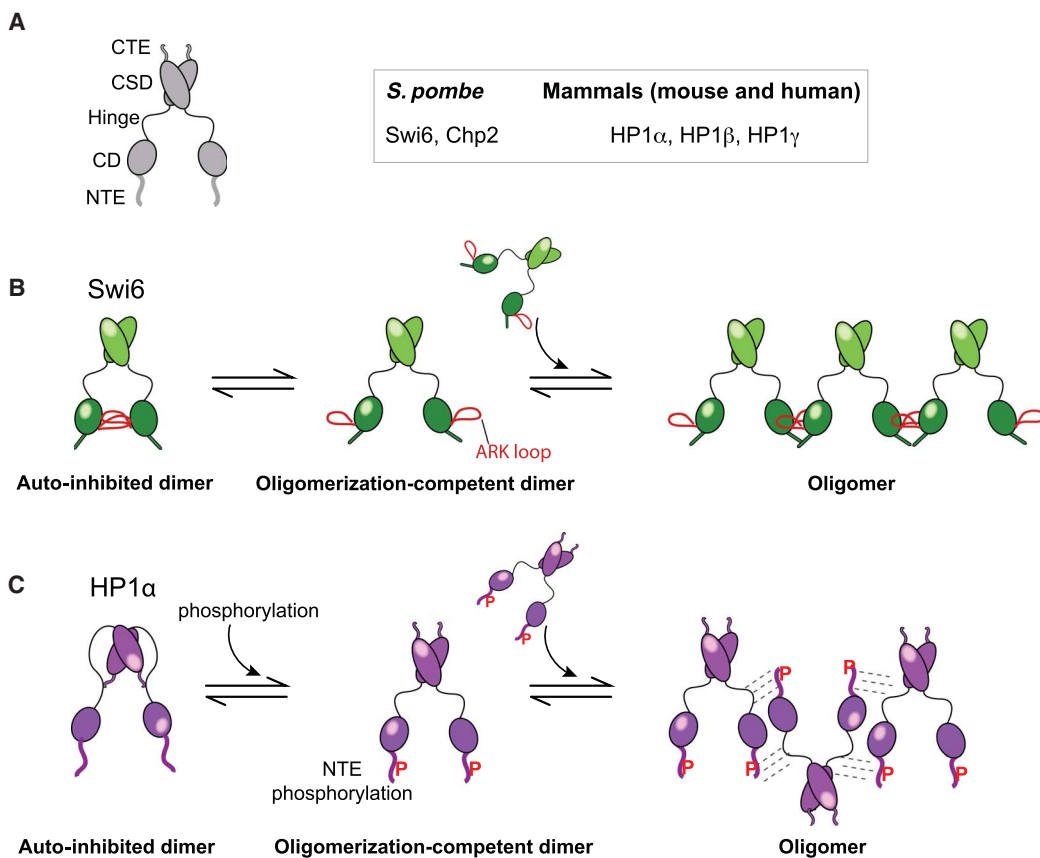 A
CTE
CSD
Hinge
CD
NTE
S. pombe Mammals (mouse and human)
Swi6, Chp2 HP1α, HP1β, HP1γ
B
Swi6
ARK loop
Auto-inhibited dimer Oligomerization-competent dimer Oligomer
C
HP1α
phosphorylation
P
P
P P
NTE
phosphorylation
P P
P P P P
Auto-inhibited dimer Oligomerization-competent dimer Oligomer